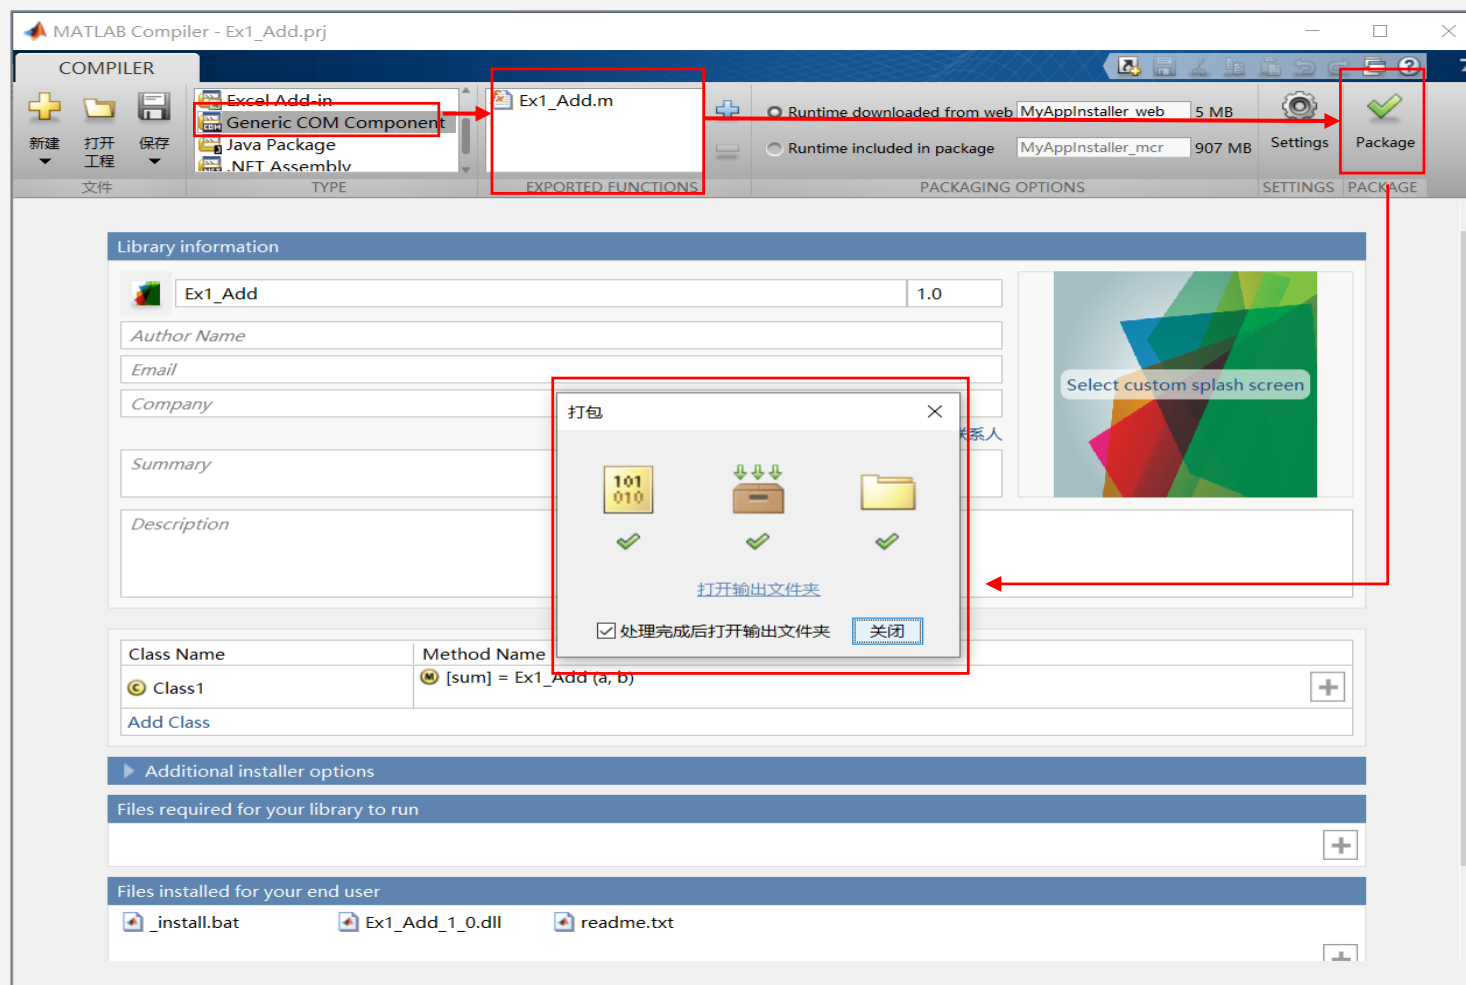 MATLAB Compiler - Ex1_Add.prj
COMPILER
新建
打开
工程
保存
文件
Excel Add-in
Generic COM Component
Java Package
.NET Assembly
TYPE
Ex1_Add.m
EXPORTED FUNCTIONS
Runtime downloaded from web MyAppInstaller_web 5 MB
Runtime included in package MyAppInstaller_mcr 907 MB
PACKAGING OPTIONS
Settings
SETTINGS
Package
PACKAGE
Library information
Ex1_Add 1.0
Author Name
Email
Company
系人
Summary
Description
Select custom splash screen
打包
101
010
打开输出文件夹
处理完成后打开输出文件夹 关闭
Class Name Method Name
Class1 [sum] = Ex1_Add (a, b)
Add Class
Additional installer options
Files required for your library to run
Files installed for your end user
_install.bat Ex1_Add_1_0.dll readme.txt